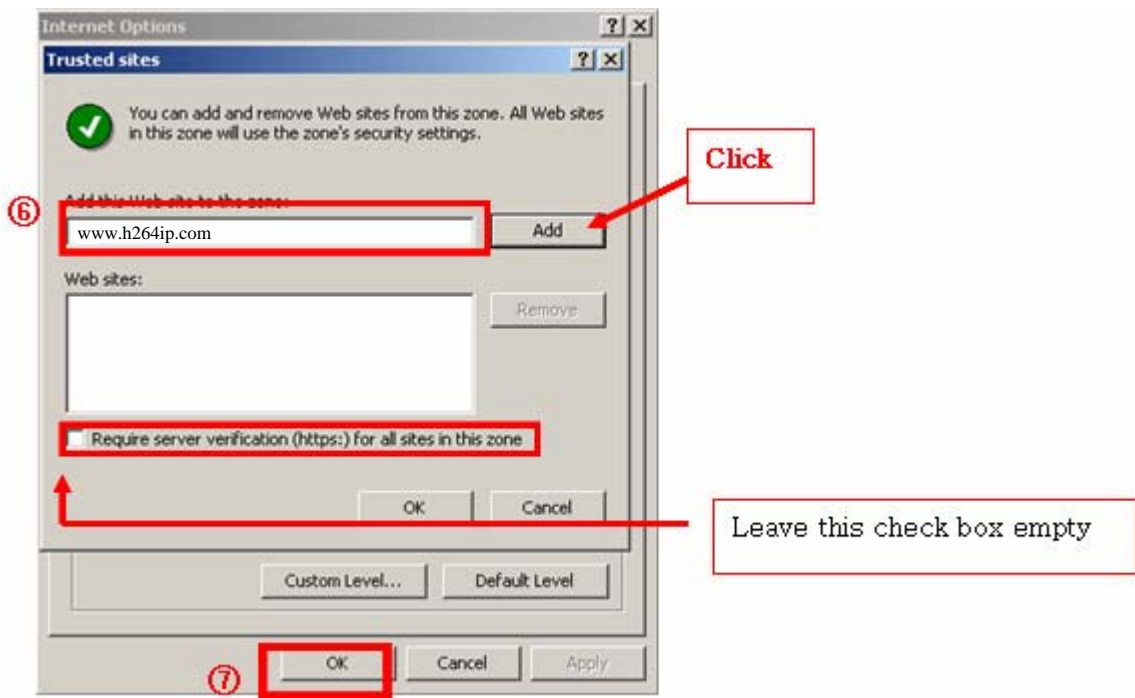 Internet Options
Trusted sites
You can add and remove Web sites from this zone. All Web sites
in this zone will use the zone's security settings.
Click
⑥
Add this Web site to the zone:
www.h264ip.com
Add
Web sites:
Remove
Require server verification (https:) for all sites in this zone
OK Cancel
Leave this check box empty
Custom Level... Default Level
⑦
OK Cancel Apply